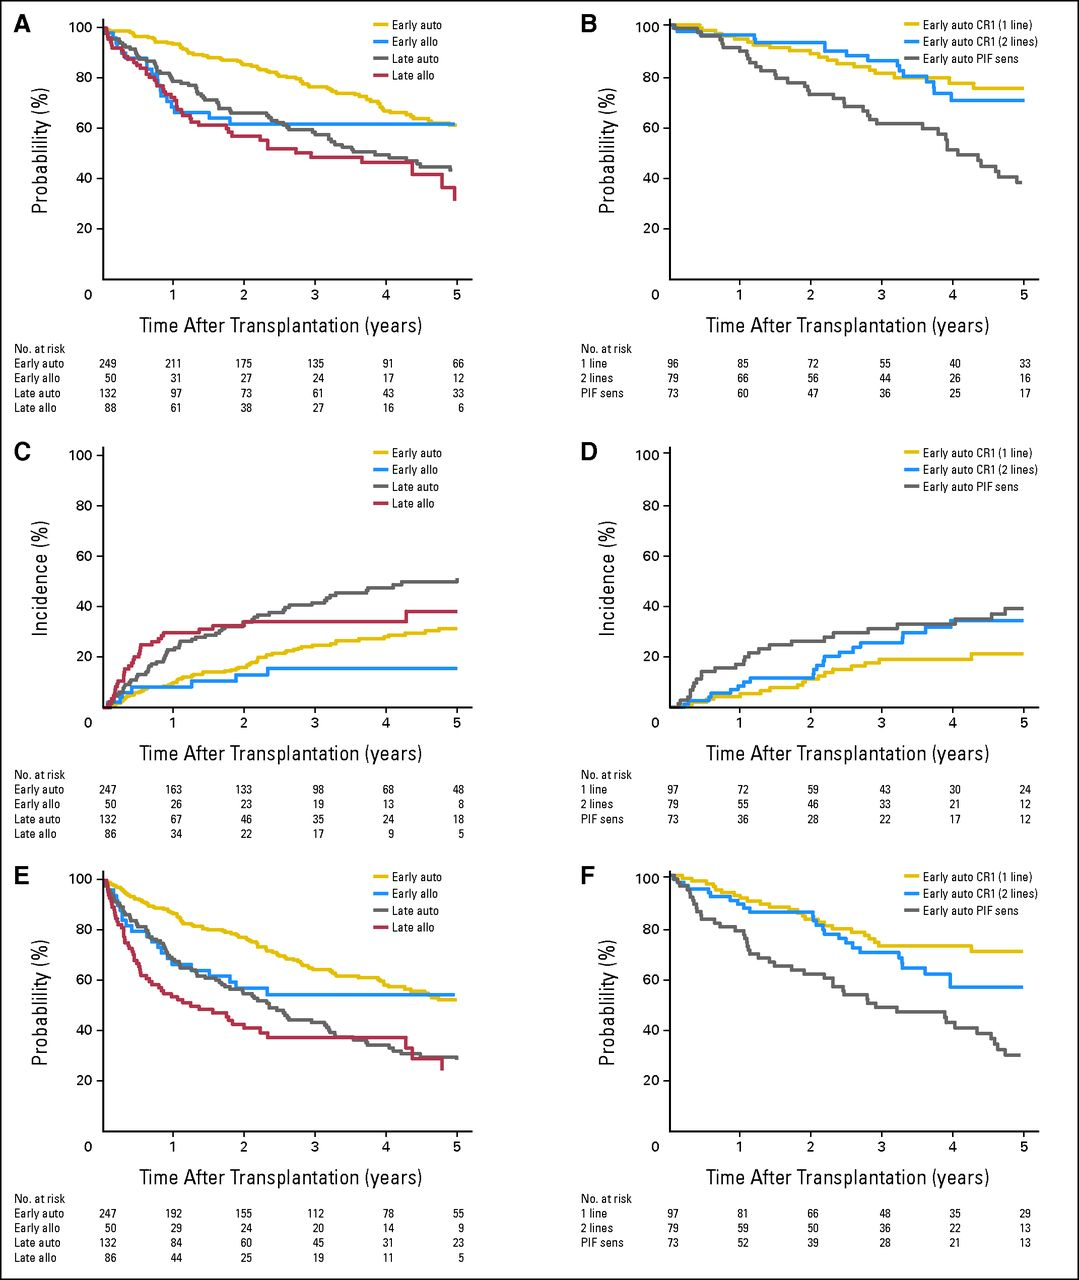 A
100
80
60
40
20
0
1 2 3 4 5
Probablility (%)
Time After Transplantation (years)
Early auto
Early allo
Late auto
Late allo
No. at risk
Early auto 249 211 175 135 91 66
Early allo 50 31 27 24 17 12
Late auto 132 97 73 61 43 33
Late allo 88 61 38 27 16 6
B
100
80
60
40
20
0
1 2 3 4 5
Probablility (%)
Time After Transplantation (years)
Early auto CR1 (1 line)
Early auto CR1 (2 lines)
Early auto PIF sens
No. at risk
1 line 96 85 72 55 40 33
2 lines 79 66 56 44 26 16
PIF sens 73 60 47 36 25 17
C
100
80
60
40
20
0
1 2 3 4 5
Incidence (%)
Time After Transplantation (years)
Early auto
Early allo
Late auto
Late allo
No. at risk
Early auto 247 163 133 98 68 48
Early allo 50 26 23 19 13 8
Late auto 132 67 46 35 24 18
Late allo 86 34 22 17 9 5
D
100
80
60
40
20
0
1 2 3 4 5
Incidence (%)
Time After Transplantation (years)
Early auto CR1 (1 line)
Early auto CR1 (2 lines)
Early auto PIF sens
No. at risk
1 line 97 72 59 43 30 24
2 lines 79 55 46 33 21 12
PIF sens 73 36 28 22 17 12
E
100
80
60
40
20
0
1 2 3 4 5
Probablility (%)
Time After Transplantation (years)
Early auto
Early allo
Late auto
Late allo
No. at risk
Early auto 247 192 155 112 78 55
Early allo 50 29 24 20 14 9
Late auto 132 84 60 45 31 23
Late allo 86 44 25 19 11 5
F
100
80
60
40
20
0
1 2 3 4 5
Probablility (%)
Time After Transplantation (years)
Early auto CR1 (1 line)
Early auto CR1 (2 lines)
Early auto PIF sens
No. at risk
1 line 97 81 66 48 35 29
2 lines 79 59 50 36 22 13
PIF sens 73 52 39 28 21 13